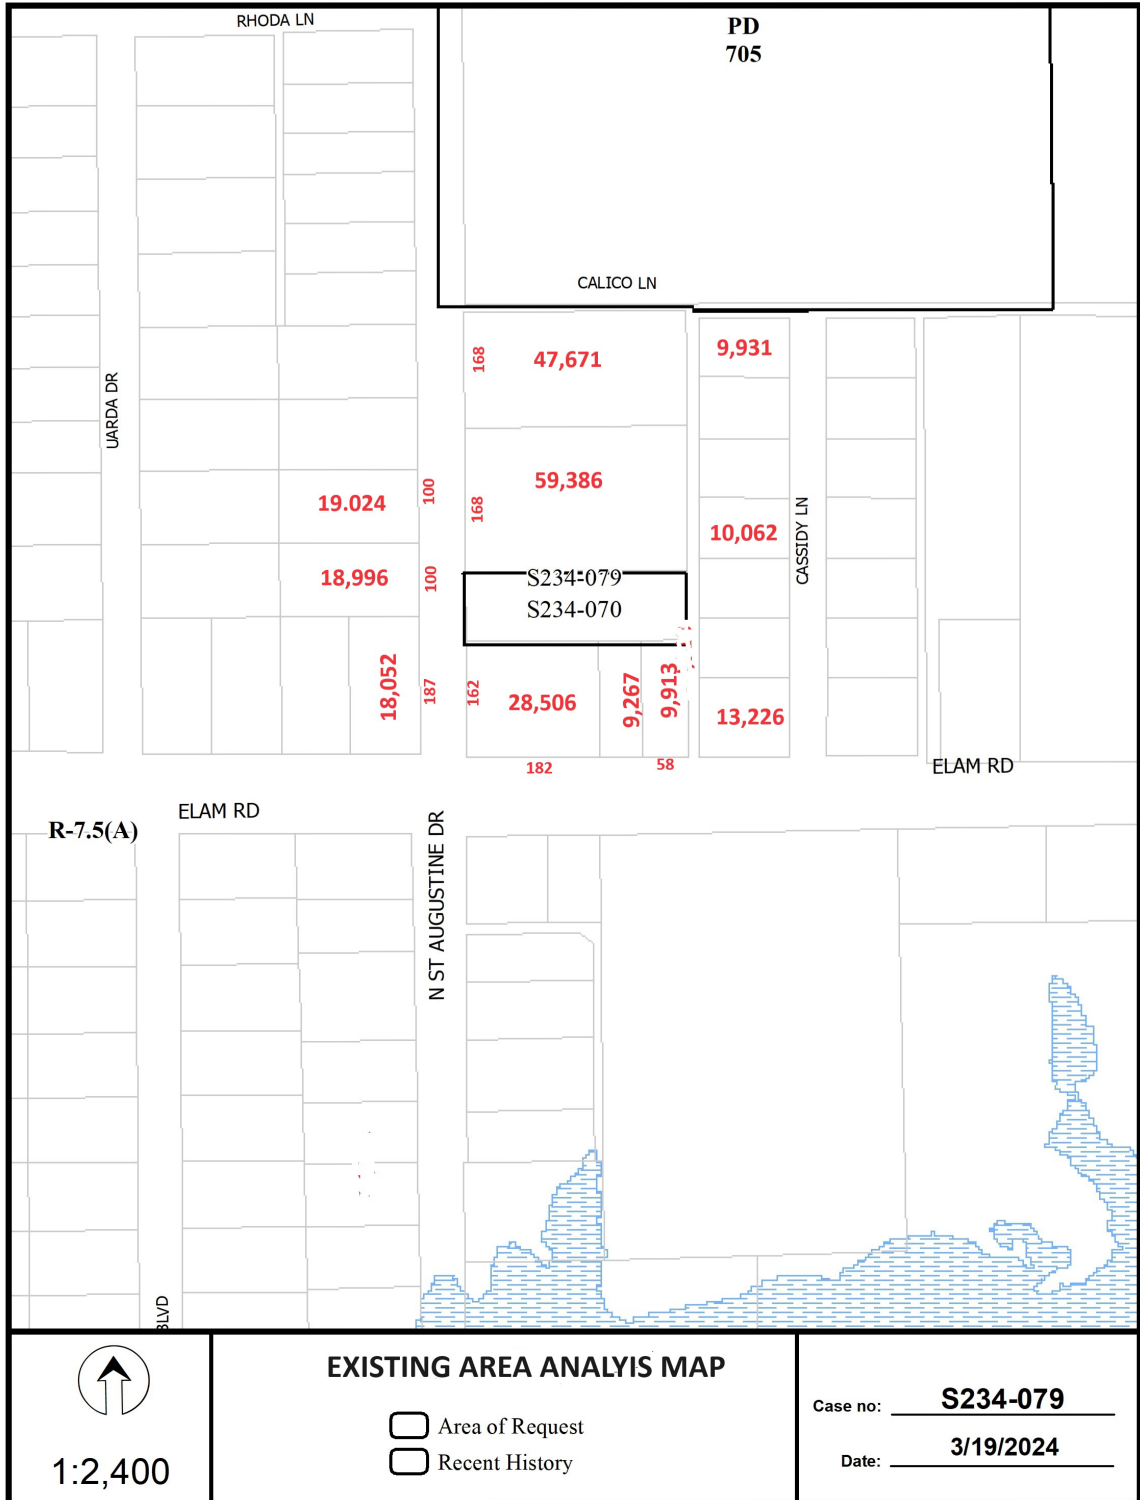 RHODA LN
PD
705
CALICO LN
47,671
168
9,931
UARDA DR
59,386
168
19.024
100
10,062
CASSIDY LN
18,996
100
S234-079
S234-070
18,052
187
162
28,506
9,267
9,913
13,226
182
58
ELAM RD
ELAM RD
R-7.5(A)
N ST AUGUSTINE DR
BLVD
EXISTING AREA ANALYIS MAP
Area of Request
Recent History
1:2,400
Case no: S234-079
Date: 3/19/2024